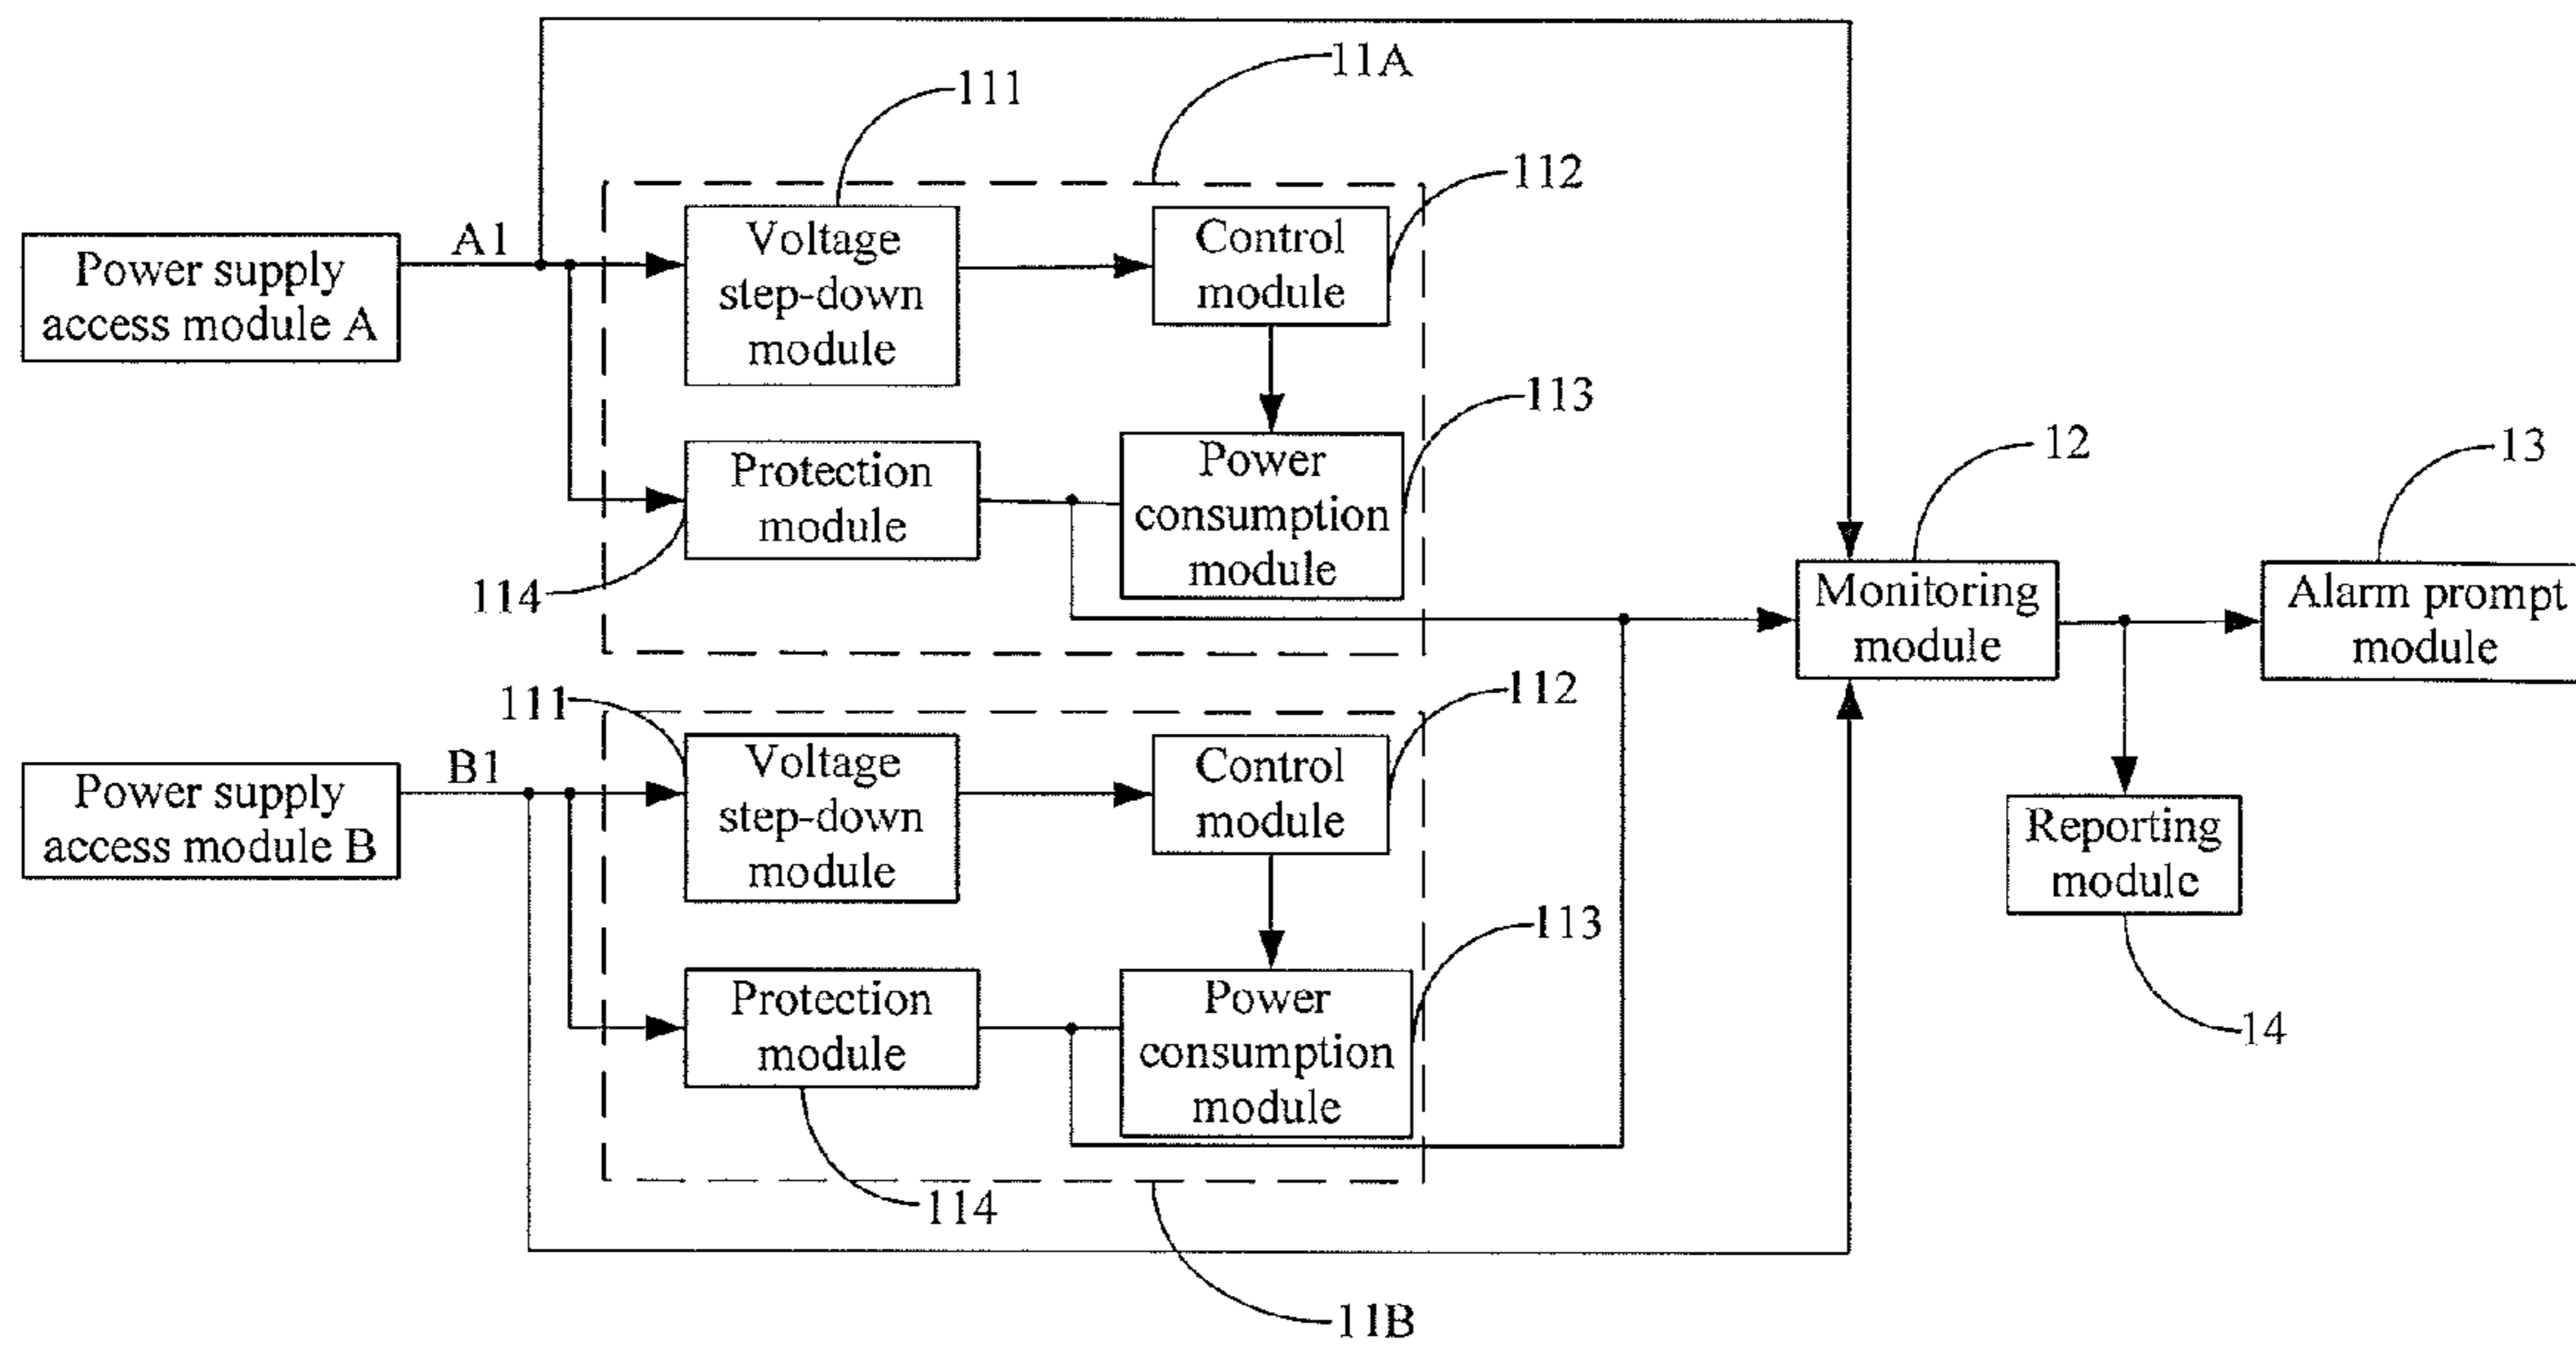 11A
111
112
A1
Power supply
access module A
Voltage
step-down
module
Control
module
113
Protection
module
Power
consumption
module
114
12
13
Monitoring
module
Alarm prompt
module
111
112
B1
Power supply
access module B
Voltage
step-down
module
Control
module
Reporting
module
113
Protection
module
Power
consumption
module
14
114
11B